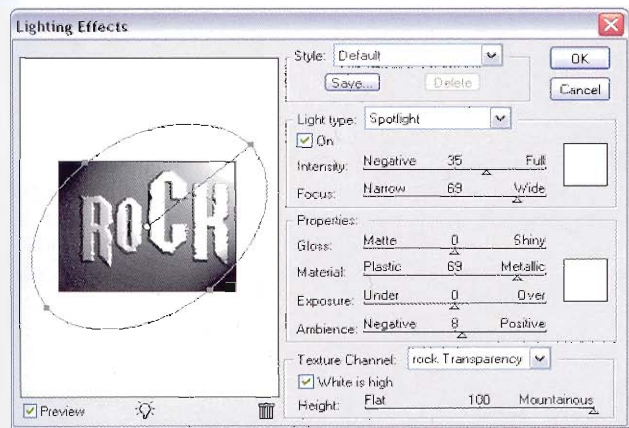 Lighting Effects
ROCK
Preview
Style: Default
Save... Delete
OK
Cancel
Light type: Spotlight
On
Intensity: Negative 35 Full
Focus: Narrow 69 Wide
Properties:
Gloss: Matte 0 Shiny
Material: Plastic 69 Metallic
Exposure: Under 0 Over
Ambience: Negative 8 Positive
Texture Channel: rock Transparency
White is high
Height: Flat 100 Mountainous